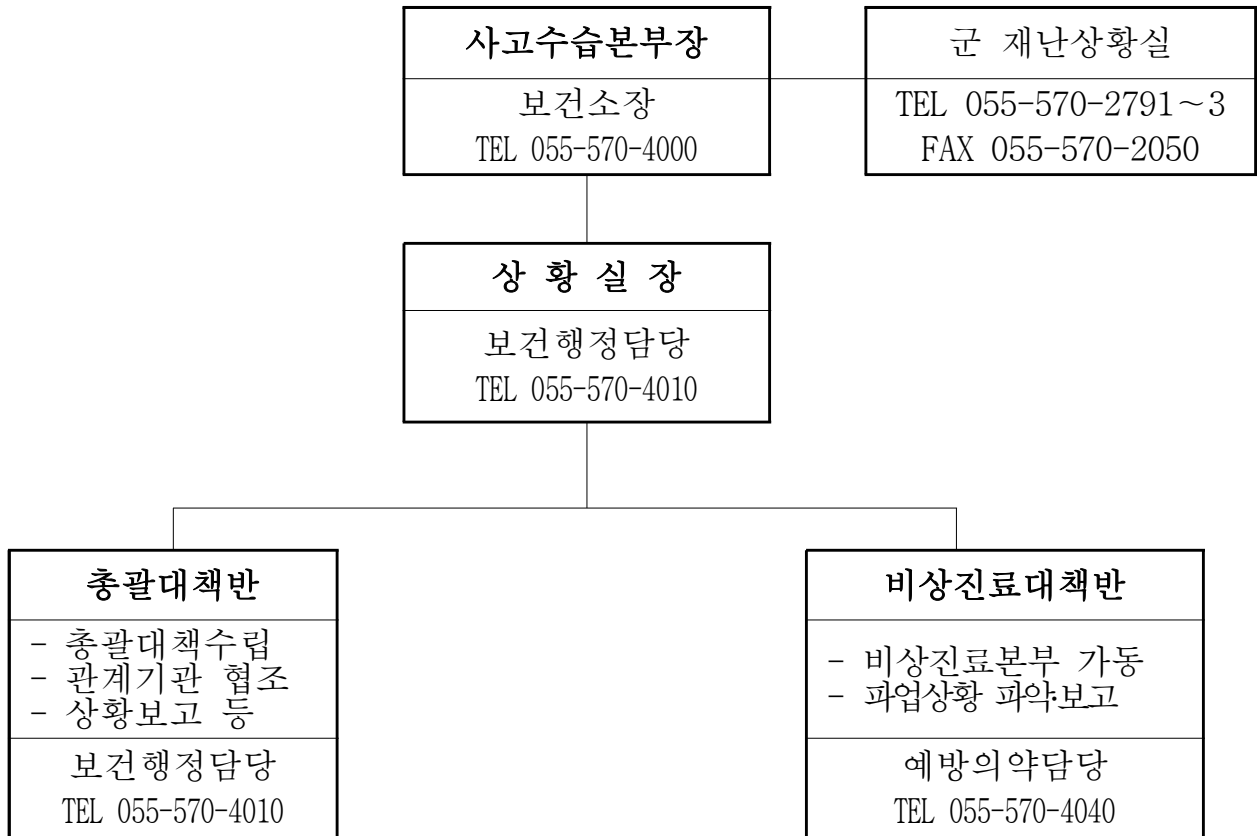 사고수습본부장
보건소장
TEL 055-570-4000
군 재난상황실
TEL 055-570-2791~3
FAX 055-570-2050
상 황 실 장
보건행정담당
TEL 055-570-4010
총괄대책반
- 총괄대책수립
- 관계기관 협조
- 상황보고 등
보건행정담당
TEL 055-570-4010
비상진료대책반
- 비상진료본부 가동
- 파업상황 파악·보고
예방의약담당
TEL 055-570-4040